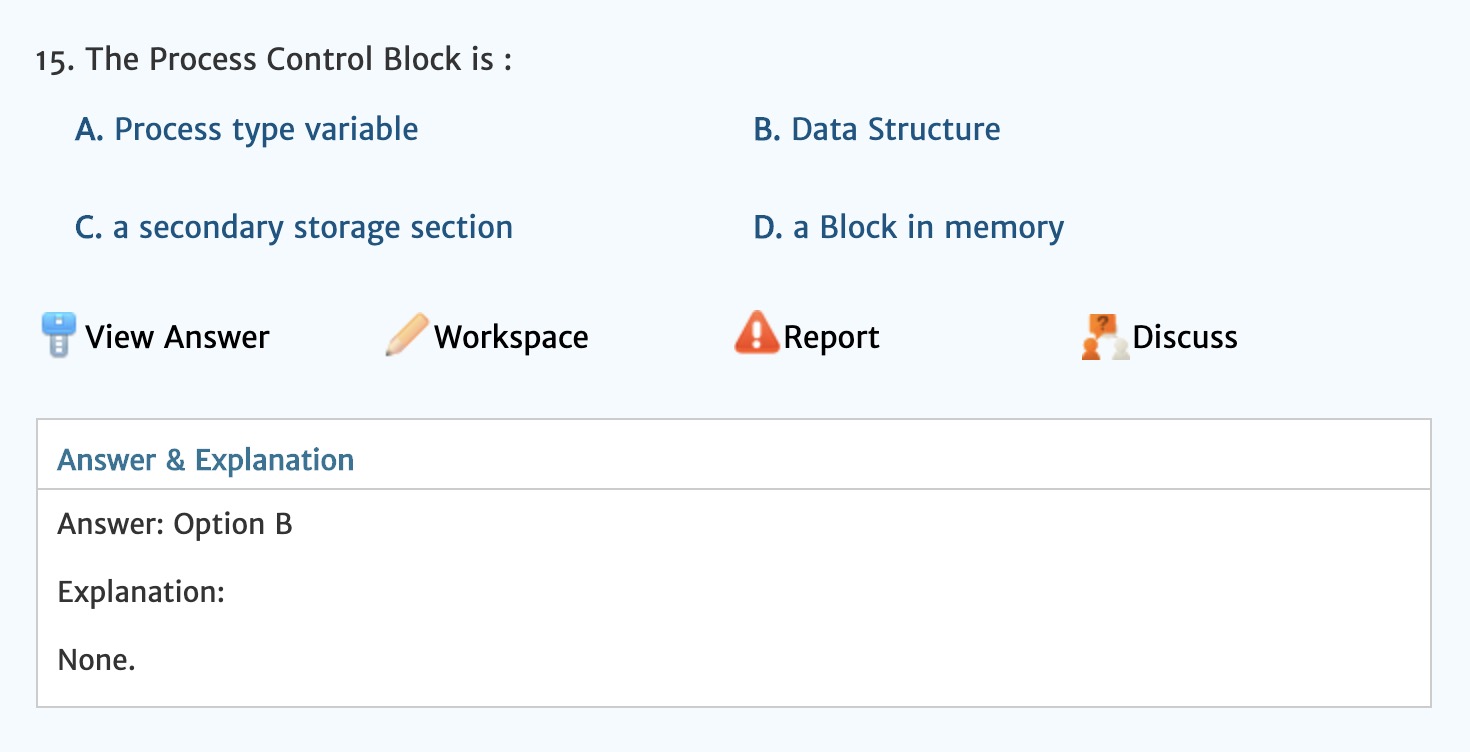 15. The Process Control Block is :
A. Process type variable
B. Data Structure
C. a secondary storage section
D. a Block in memory
View Answer
Workspace
Report
?
Discuss
Answer & Explanation
Answer: Option B
Explanation:
None.